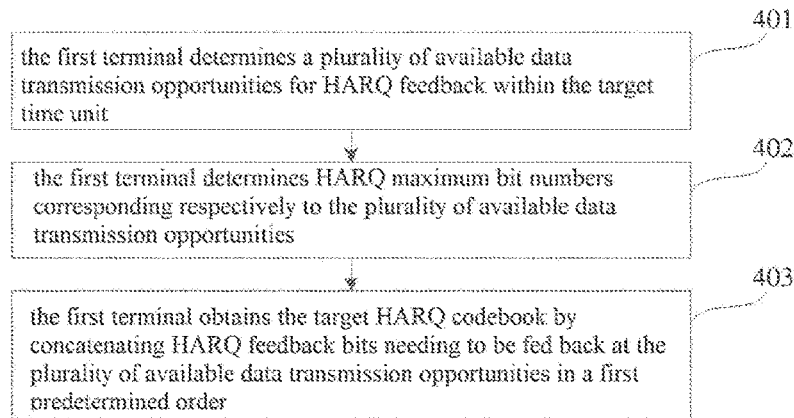 401
the first terminal determines a plurality of available data
transmission opportunities for HARQ feedback within the target
time unit
402
the first terminal determines HARQ maximum bit numbers
corresponding respectively to the plurality of available data
transmission opportunities
403
the first terminal obtains the target HARQ codebook by
concatenating HARQ feedback bits needing to be fed back at the
plurality of available data transmission opportunities in a first
predetermined order